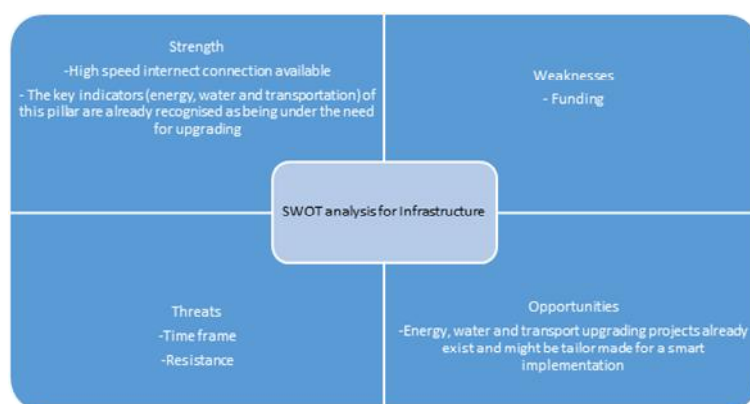 Strength
-High speed internect connection available
- The key indicators (energy, water and transportation) of
this pillar are already recognised as being under the need
for upgrading
Weaknesses
- Funding
SWOT analysis for Infrastructure
Threats
-Time frame
-Resistance
Opportunities
-Energy, water and transport upgrading projects already
exist and might be tailor made for a smart
implementation